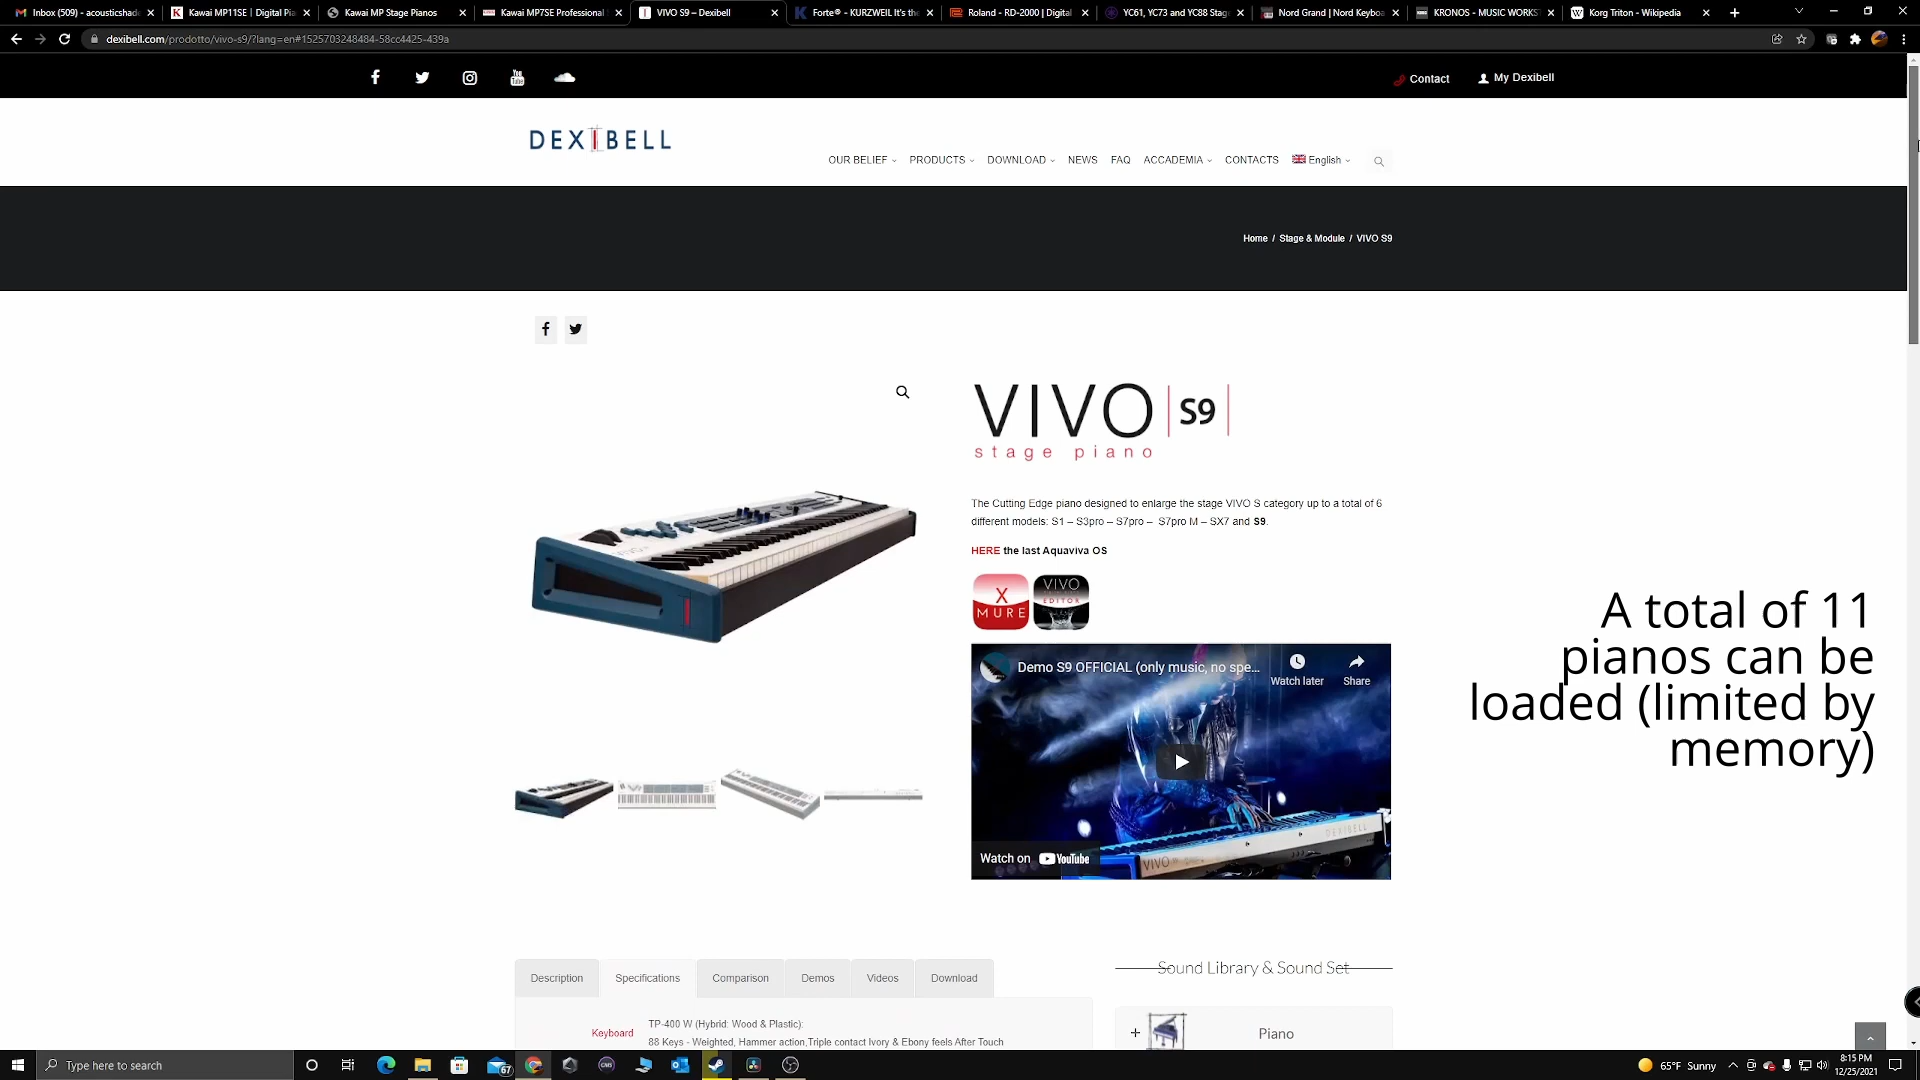 Inbox (509) - acousticshade
Kawai MP11SE | Digital Pia
Kawai MP Stage Pianos
Kawai MP7SE Professional
VIVO S9 – Dexibell
Forte® - KURZWEIL It's the
Roland - RD-2000 | Digital
YC61, YC73 and YC88 Stag
Nord Grand | Nord Keyboa
KRONOS - MUSIC WORKS
Korg Triton - Wikipedia
dexibell.com/prodotto/vivo-s9/?lang=en#1525703248484-58cc4425-439a
Contact
My Dexibell
DEXIBELL
OUR BELIEF
PRODUCTS
DOWNLOAD
NEWS
FAQ
ACCADEMIA
CONTACTS
English
Home / Stage & Module / VIVO S9
VIVO S9
stage piano
The Cutting Edge piano designed to enlarge the stage VIVO S category up to a total of 6
different models: S1 – S3pro – S7pro – S7pro M – SX7 and S9.
HERE the last Aquaviva OS
X
MURE
VIVO
EDITOR
Demo S9 OFFICIAL (only music, no spe...
Watch later
Share
Watch on YouTube
VIVO
DEXIBELL
A total of 11
pianos can be
loaded (limited by
memory)
Description
Specifications
Comparison
Demos
Videos
Download
Sound Library & Sound Set
Keyboard
TP-400 W (Hybrid: Wood & Plastic):
88 Keys - Weighted, Hammer action,Triple contact Ivory & Ebony feels After Touch
+ Piano
Type here to search
67
65°F Sunny
8:15 PM
12/25/2021